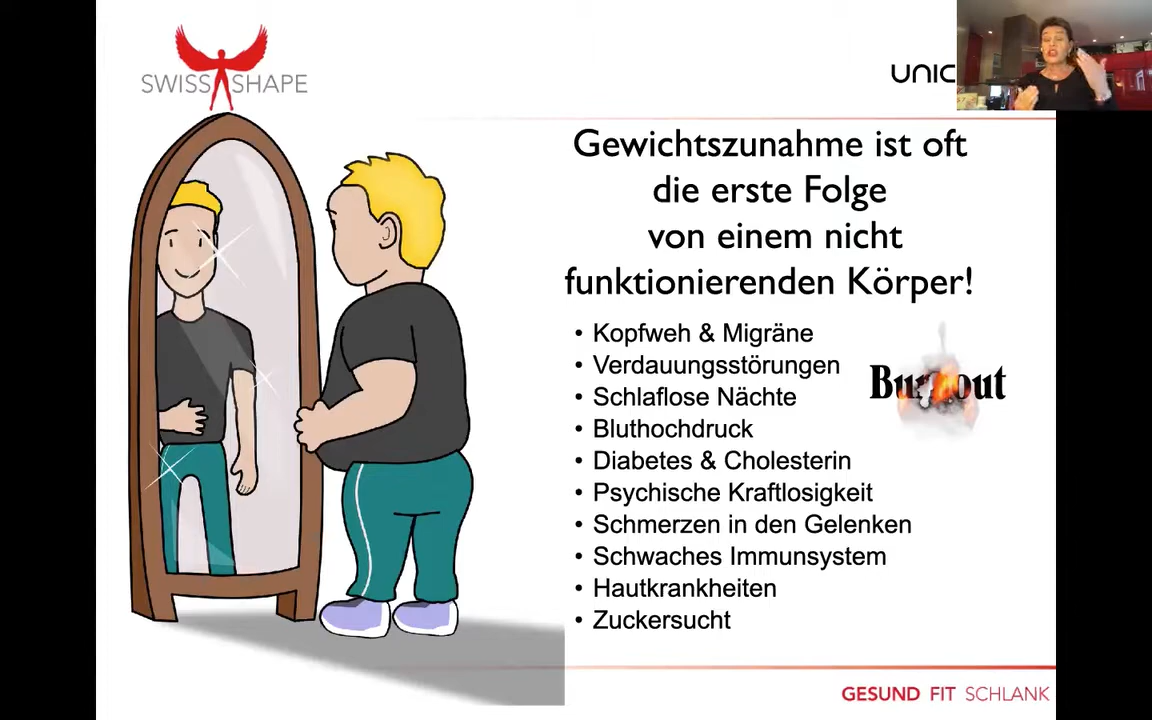 SWISS SHAPE
UNIC
Gewichtszunahme ist oft
die erste Folge
von einem nicht
funktionierenden Körper!
• Kopfweh & Migräne
• Verdauungsstörungen
• Schlaflose Nächte
• Bluthochdruck
• Diabetes & Cholesterin
• Psychische Kraftlosigkeit
• Schmerzen in den Gelenken
• Schwaches Immunsystem
• Hautkrankheiten
• Zuckersucht
Burnout
GESUND FIT SCHLANK